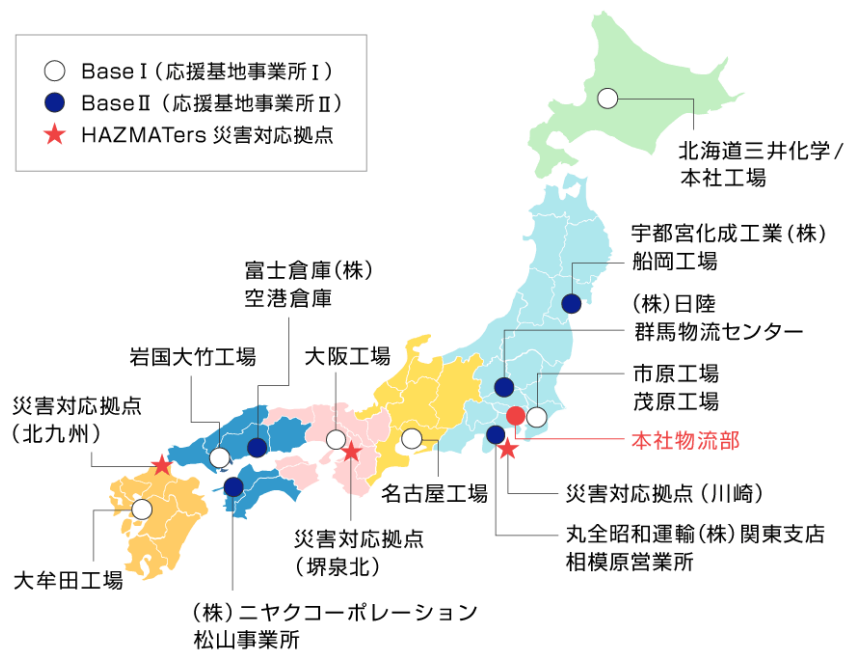 Base Ⅰ (応援基地事業所Ⅰ)
Base Ⅱ (応援基地事業所Ⅱ)
HAZMATers 災害対応拠点
北海道三井化学/
本社工場
宇都宮化成工業(株)
船岡工場
富士倉庫(株)
空港倉庫
(株)日陸
群馬物流センター
岩国大竹工場
大阪工場
市原工場
茂原工場
災害対応拠点
(北九州)
本社物流部
名古屋工場
災害対応拠点(川崎)
丸全昭和運輸(株)関東支店
相模原営業所
災害対応拠点
(堺泉北)
大牟田工場
(株)ニヤクコーポレーション
松山事業所